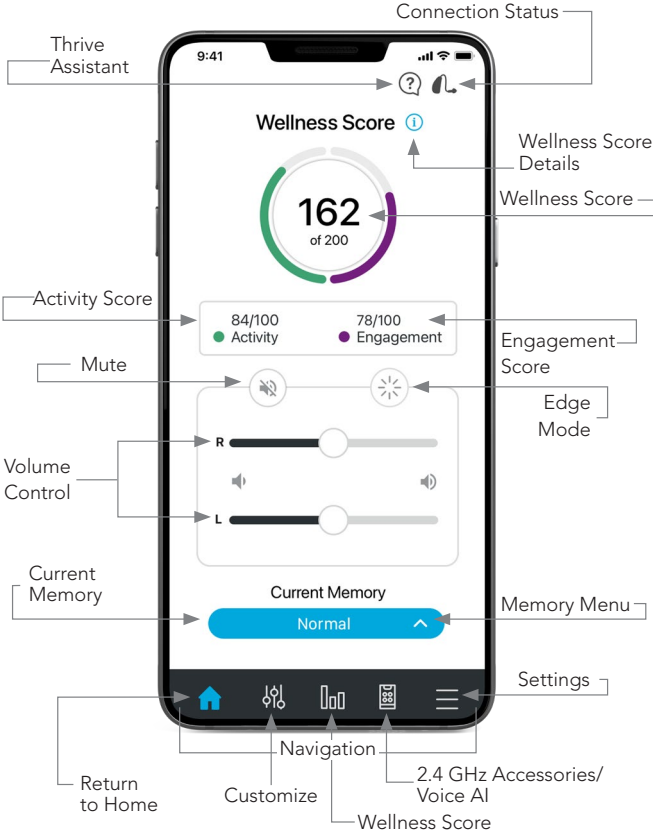 Connection Status
Thrive
Assistant
9:41
?
Wellness Score i
Wellness Score
Details
162
of 200
Wellness Score
Activity Score
84/100
Activity
78/100
Engagement
Engagement
Score
Mute
Edge
Mode
R
Volume
Control
L
Current
Memory
Current Memory
Normal
Memory Menu
Settings
Navigation
Return
to Home
Customize
2.4 GHz Accessories/
Voice AI
Wellness Score